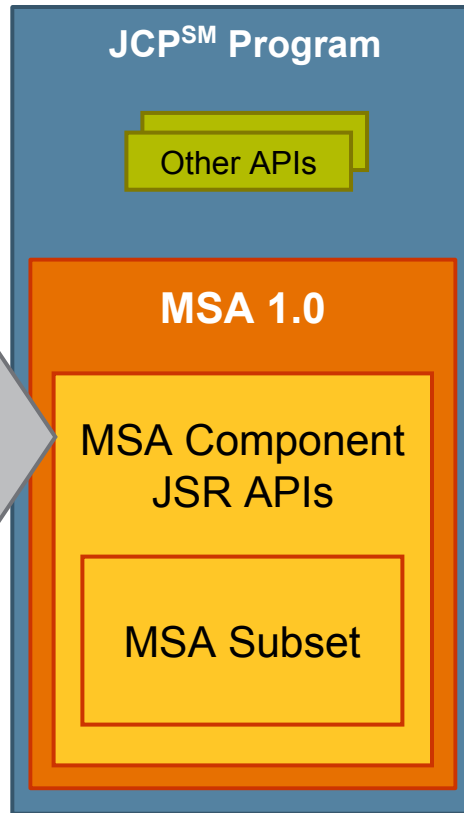 JCP℠ Program
Other APIs
MSA 1.0
MSA Component
JSR APIs
MSA Subset